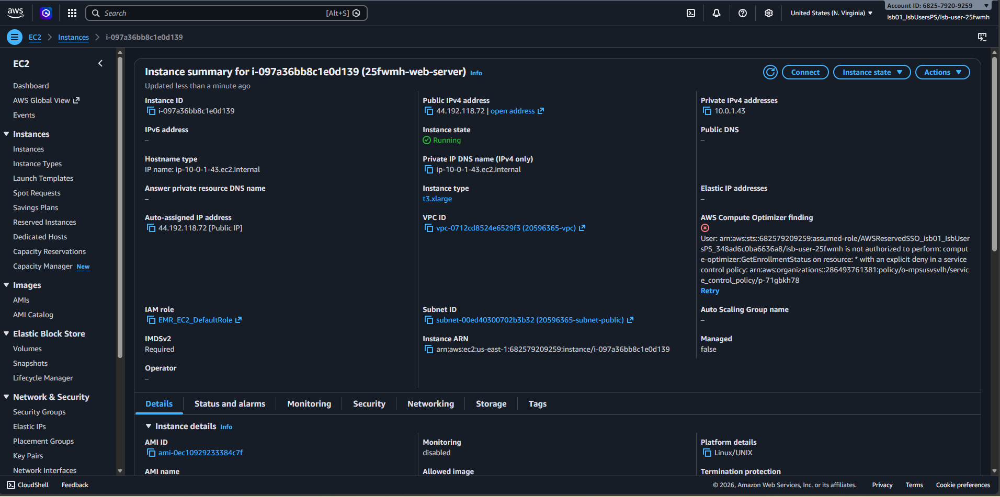 aws
Search [Alt+S]
United States (N. Virginia)
Account ID: 6825-7920-9259
isb01_IsbUsersPS/isb-user-25fwmh
EC2 Instances i-097a36bb8c1e0d139
EC2
Dashboard
AWS Global View
Events
Instances
Instances
Instance Types
Launch Templates
Spot Requests
Savings Plans
Reserved Instances
Dedicated Hosts
Capacity Reservations
Capacity Manager New
Images
AMIs
AMI Catalog
Elastic Block Store
Volumes
Snapshots
Lifecycle Manager
Network & Security
Security Groups
Elastic IPs
Placement Groups
Key Pairs
Network Interfaces
Instance summary for i-097a36bb8c1e0d139 (25fwmh-web-server) Info
Updated less than a minute ago
Connect
Instance state
Actions
Instance ID
i-097a36bb8c1e0d139
Public IPv4 address
44.192.118.72 | open address
Private IPv4 addresses
10.0.1.43
IPv6 address
–
Instance state
Running
Public DNS
–
Hostname type
IP name: ip-10-0-1-43.ec2.internal
Private IP DNS name (IPv4 only)
ip-10-0-1-43.ec2.internal
Answer private resource DNS name
–
Instance type
t3.xlarge
Elastic IP addresses
–
Auto-assigned IP address
44.192.118.72 [Public IP]
VPC ID
vpc-0712cd8524e6529f3 (20596365-vpc)
AWS Compute Optimizer finding
User: arn:aws:sts::682579209259:assumed-role/AWSReservedSSO_isb01_IsbUser
sPS_348ad6c0ba6636a8/isb-user-25fwmh is not authorized to perform: comput
e-optimizer:GetEnrollmentStatus on resource: * with an explicit deny in a service
control policy: arn:aws:organizations::286493761381:policy/o-mpsusvsvlh/servic
e_control_policy/p-71gbkh78
Retry
IAM role
EMR_EC2_DefaultRole
Subnet ID
subnet-00ed40300702b3b32 (20596365-subnet-public)
Auto Scaling Group name
–
IMDSv2
Required
Instance ARN
arn:aws:ec2:us-east-1:682579209259:instance/i-097a36bb8c1e0d139
Managed
false
Operator
–
Details
Status and alarms
Monitoring
Security
Networking
Storage
Tags
Instance details Info
AMI ID
ami-0ec10929233384c7f
Monitoring
disabled
Platform details
Linux/UNIX
AMI name
Allowed image
Termination protection
CloudShell
Feedback
© 2026, Amazon Web Services, Inc. or its affiliates.
Privacy
Terms
Cookie preferences